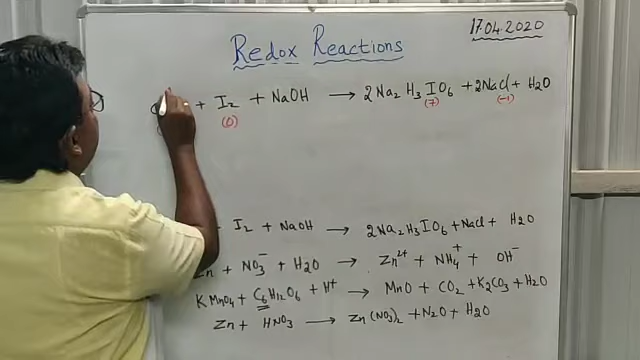 17.04.2020
Redox Reactions
+ I₂ + NaOH → 2Na₂H₃IO₆ + 2NaCl + H₂O
(0) (7) (-1)
I₂ + NaOH → 2Na₂H₃IO₆ + NaCl + H₂O
Zn + NO₃⁻ + H₂O → Zn²⁺ + NH₄⁺ + OH⁻
KMnO₄ + C₆H₁₂O₆ + H⁺ → MnO + CO₂ + K₂CO₃ + H₂O
Zn + HNO₃ → Zn(NO₃)₂ + N₂O + H₂O